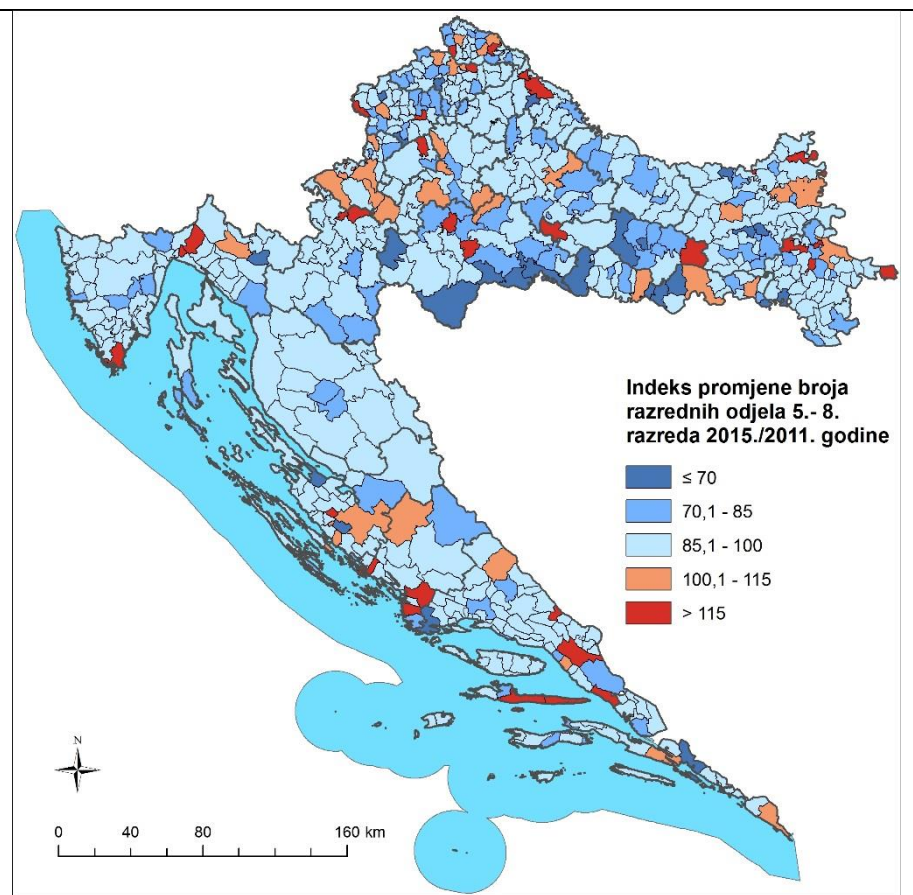 Indeks promjene broja
razrednih odjela 5.- 8.
razreda 2015./2011. godine
≤ 70
70,1 - 85
85,1 - 100
100,1 - 115
> 115
N
0 40 80 160 km